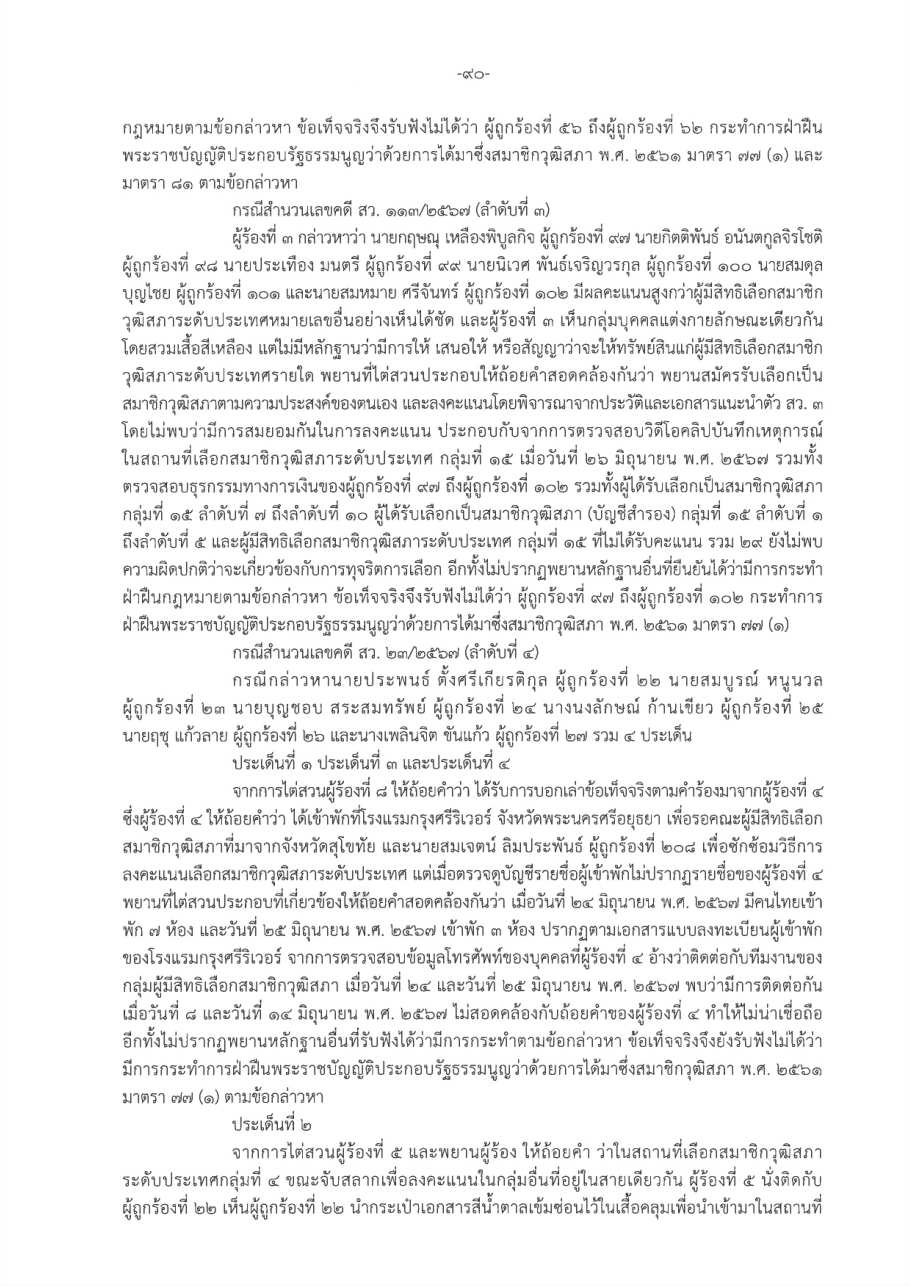 -๙๐-
กฎหมายตามข้อกล่าวหา ข้อเท็จจริงจึงรับฟังไม่ได้ว่า ผู้ถูกร้องที่ ๕๖ ถึงผู้ถูกร้องที่ ๖๒ กระทำการฝ่าฝืน
พระราชบัญญัติประกอบรัฐธรรมนูญว่าด้วยการได้มาซึ่งสมาชิกวุฒิสภา พ.ศ. ๒๕๖๑ มาตรา ๗๗ (๑) และ
มาตรา ๘๑ ตามข้อกล่าวหา
กรณีสำนวนเลขคดี สว. ๑๑๓/๒๕๖๗ (ลำดับที่ ๓)
ผู้ร้องที่ ๓ กล่าวหาว่า นายกฤษณุ เหลืองพิบูลกิจ ผู้ถูกร้องที่ ๙๗ นายกิตติพันธ์ อนันตกูลจิรโชติ
ผู้ถูกร้องที่ ๙๘ นายประเทือง มนตรี ผู้ถูกร้องที่ ๙๙ นายนิเวศ พันธ์เจริญวรกุล ผู้ถูกร้องที่ ๑๐๐ นายสมดุล
บุญไชย ผู้ถูกร้องที่ ๑๐๑ และนายสมหมาย ศรีจันทร์ ผู้ถูกร้องที่ ๑๐๒ มีผลคะแนนสูงกว่าผู้มีสิทธิเลือกสมาชิก
วุฒิสภาระดับประเทศหมายเลขอื่นอย่างเห็นได้ชัด และผู้ร้องที่ ๓ เห็นกลุ่มบุคคลแต่งกายลักษณะเดียวกัน
โดยสวมเสื้อสีเหลือง แต่ไม่มีหลักฐานว่ามีการให้ เสนอให้ หรือสัญญาว่าจะให้ทรัพย์สินแก่ผู้มีสิทธิเลือกสมาชิก
วุฒิสภาระดับประเทศรายใด พยานที่ไต่สวนประกอบให้ถ้อยคำสอดคล้องกันว่า พยานสมัครรับเลือกเป็น
สมาชิกวุฒิสภาตามความประสงค์ของตนเอง และลงคะแนนโดยพิจารณาจากประวัติและเอกสารแนะนำตัว สว. ๓
โดยไม่พบว่ามีการสมยอมกันในการลงคะแนน ประกอบกับจากการตรวจสอบวิดีโอคลิปบันทึกเหตุการณ์
ในสถานที่เลือกสมาชิกวุฒิสภาระดับประเทศ กลุ่มที่ ๑๕ เมื่อวันที่ ๒๖ มิถุนายน พ.ศ. ๒๕๖๗ รวมทั้ง
ตรวจสอบธุรกรรมทางการเงินของผู้ถูกร้องที่ ๙๗ ถึงผู้ถูกร้องที่ ๑๐๒ รวมทั้งผู้ได้รับเลือกเป็นสมาชิกวุฒิสภา
กลุ่มที่ ๑๕ ลำดับที่ ๗ ถึงลำดับที่ ๑๐ ผู้ได้รับเลือกเป็นสมาชิกวุฒิสภา (บัญชีสำรอง) กลุ่มที่ ๑๕ ลำดับที่ ๑
ถึงลำดับที่ ๕ และผู้มีสิทธิเลือกสมาชิกวุฒิสภาระดับประเทศ กลุ่มที่ ๑๕ ที่ไม่ได้รับคะแนน รวม ๒๙ ยังไม่พบ
ความผิดปกติว่าจะเกี่ยวข้องกับการทุจริตการเลือก อีกทั้งไม่ปรากฏพยานหลักฐานอื่นที่ยืนยันได้ว่ามีการกระทำ
ฝ่าฝืนกฎหมายตามข้อกล่าวหา ข้อเท็จจริงจึงรับฟังไม่ได้ว่า ผู้ถูกร้องที่ ๙๗ ถึงผู้ถูกร้องที่ ๑๐๒ กระทำการ
ฝ่าฝืนพระราชบัญญัติประกอบรัฐธรรมนูญว่าด้วยการได้มาซึ่งสมาชิกวุฒิสภา พ.ศ. ๒๕๖๑ มาตรา ๗๗ (๑)
กรณีสำนวนเลขคดี สว. ๒๓/๒๕๖๗ (ลำดับที่ ๔)
กรณีกล่าวหานายประพนธ์ ตั้งศรีเกียรติกุล ผู้ถูกร้องที่ ๒๒ นายสมบูรณ์ หนูนวล
ผู้ถูกร้องที่ ๒๓ นายบุญชอบ สระสมทรัพย์ ผู้ถูกร้องที่ ๒๔ นางนงลักษณ์ ก้านเขียว ผู้ถูกร้องที่ ๒๕
นายฤชุ แก้วลาย ผู้ถูกร้องที่ ๒๖ และนางเพลินจิต ขันแก้ว ผู้ถูกร้องที่ ๒๗ รวม ๔ ประเด็น
ประเด็นที่ ๑ ประเด็นที่ ๓ และประเด็นที่ ๔
จากการไต่สวนผู้ร้องที่ ๘ ให้ถ้อยคำว่า ได้รับการบอกเล่าข้อเท็จจริงตามคำร้องมาจากผู้ร้องที่ ๔
ซึ่งผู้ร้องที่ ๔ ให้ถ้อยคำว่า ได้เข้าพักที่โรงแรมกรุงศรีริเวอร์ จังหวัดพระนครศรีอยุธยา เพื่อรอคณะผู้มีสิทธิเลือก
สมาชิกวุฒิสภาที่มาจากจังหวัดสุโขทัย และนายสมเจตน์ ลิมประพันธ์ ผู้ถูกร้องที่ ๒๐๘ เพื่อซักซ้อมวิธีการ
ลงคะแนนเลือกสมาชิกวุฒิสภาระดับประเทศ แต่เมื่อตรวจดูบัญชีรายชื่อผู้เข้าพักไม่ปรากฏรายชื่อของผู้ร้องที่ ๔
พยานที่ไต่สวนประกอบที่เกี่ยวข้องให้ถ้อยคำสอดคล้องกันว่า เมื่อวันที่ ๒๔ มิถุนายน พ.ศ. ๒๕๖๗ มีคนไทยเข้า
พัก ๗ ห้อง และวันที่ ๒๕ มิถุนายน พ.ศ. ๒๕๖๗ เข้าพัก ๓ ห้อง ปรากฏตามเอกสารแบบลงทะเบียนผู้เข้าพัก
ของโรงแรมกรุงศรีริเวอร์ จากการตรวจสอบข้อมูลโทรศัพท์ของบุคคลที่ผู้ร้องที่ ๔ อ้างว่าติดต่อกับทีมงานของ
กลุ่มผู้มีสิทธิเลือกสมาชิกวุฒิสภา เมื่อวันที่ ๒๔ และวันที่ ๒๕ มิถุนายน พ.ศ. ๒๕๖๗ พบว่ามีการติดต่อกัน
เมื่อวันที่ ๘ และวันที่ ๑๔ มิถุนายน พ.ศ. ๒๕๖๗ ไม่สอดคล้องกับถ้อยคำของผู้ร้องที่ ๔ ทำให้ไม่น่าเชื่อถือ
อีกทั้งไม่ปรากฏพยานหลักฐานอื่นที่รับฟังได้ว่ามีการกระทำตามข้อกล่าวหา ข้อเท็จจริงจึงยังรับฟังไม่ได้ว่า
มีการกระทำการฝ่าฝืนพระราชบัญญัติประกอบรัฐธรรมนูญว่าด้วยการได้มาซึ่งสมาชิกวุฒิสภา พ.ศ. ๒๕๖๑
มาตรา ๗๗ (๑) ตามข้อกล่าวหา
ประเด็นที่ ๒
จากการไต่สวนผู้ร้องที่ ๕ และพยานผู้ร้อง ให้ถ้อยคำ ว่าในสถานที่เลือกสมาชิกวุฒิสภา
ระดับประเทศกลุ่มที่ ๔ ขณะจับสลากเพื่อลงคะแนนในกลุ่มอื่นที่อยู่ในสายเดียวกัน ผู้ร้องที่ ๕ นั่งติดกับ
ผู้ถูกร้องที่ ๒๒ เห็นผู้ถูกร้องที่ ๒๒ นำกระเป๋าเอกสารสีน้ำตาลเข้มซ่อนไว้ในเสื้อคลุมเพื่อนำเข้ามาในสถานที่